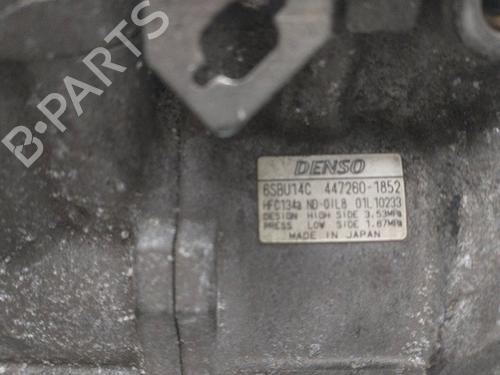 B-PARTS
DENSO
6SBU14C 447260-1852
HFC134a ND-OIL8 01L10233
DESIGN HIGH SIDE 3.53MPa
PRESS LOW SIDE 1.67MPa
MADE IN JAPAN